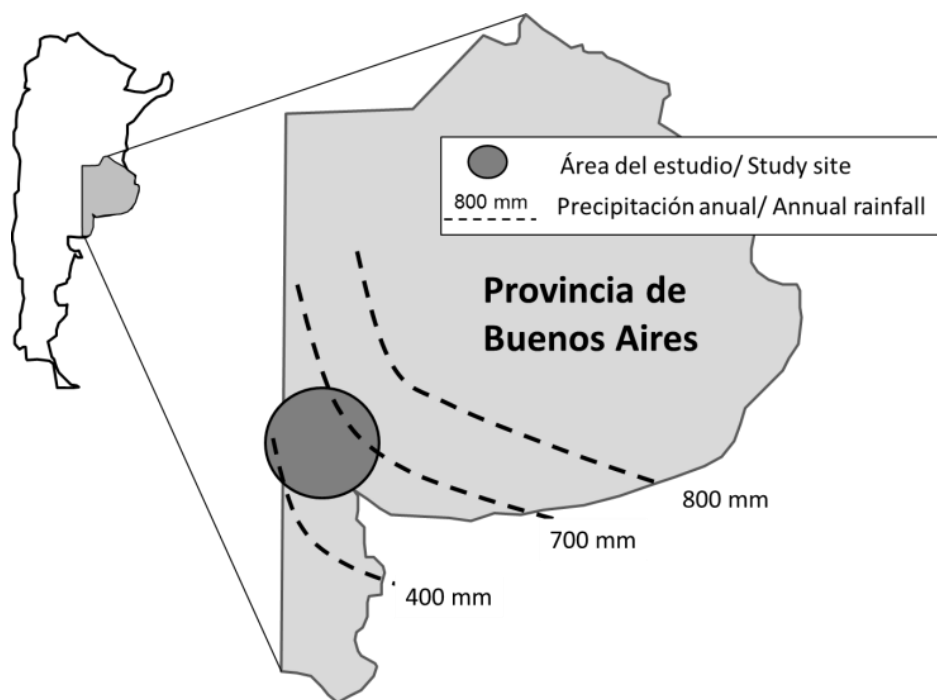 Área del estudio/ Study site
800 mm
Precipitación anual/ Annual rainfall
Provincia de
Buenos Aires
800 mm
700 mm
400 mm